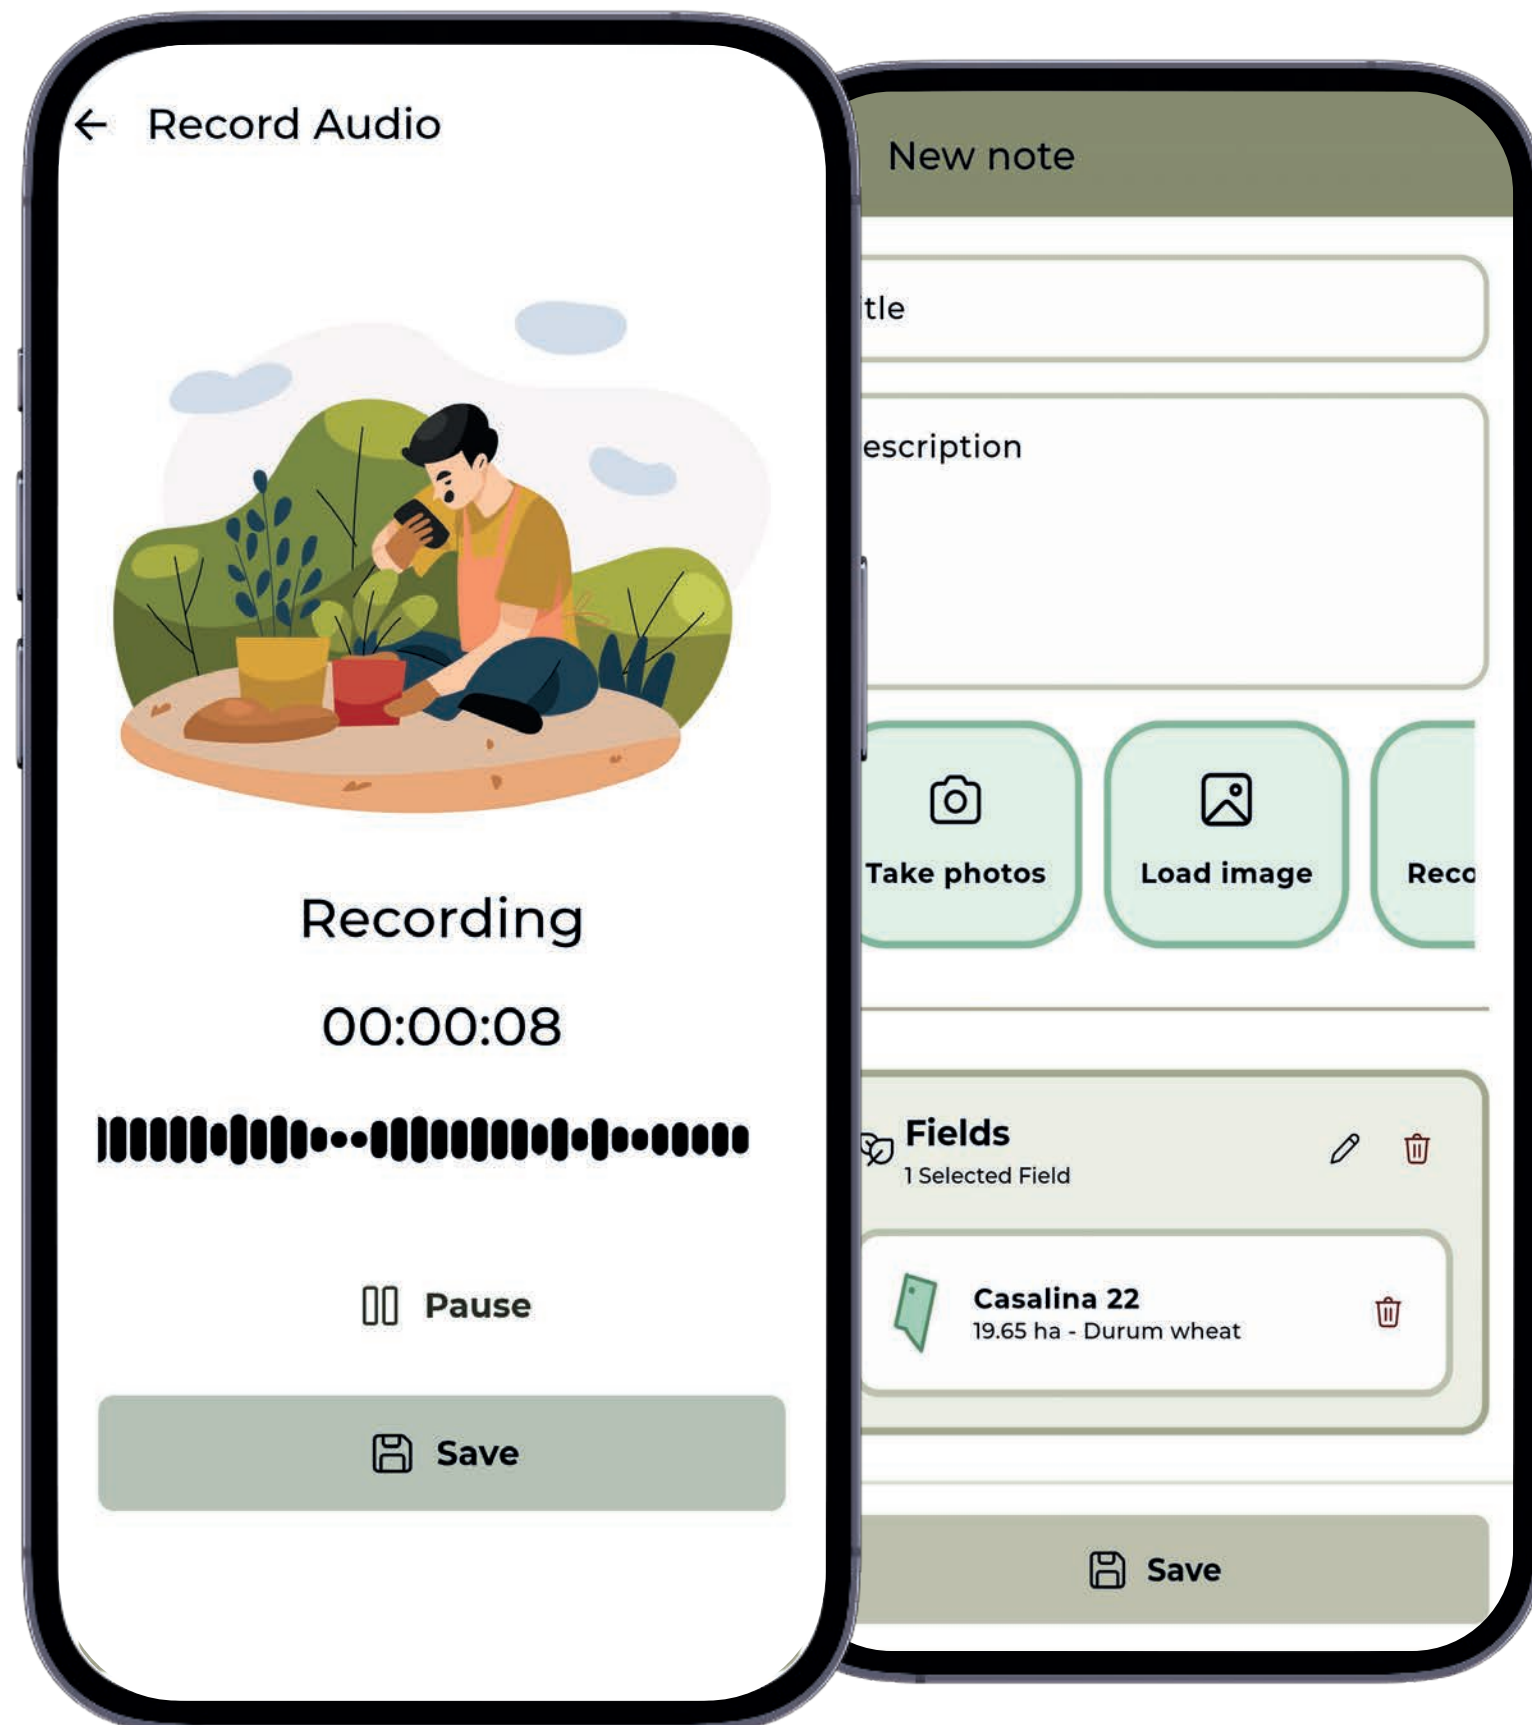 Record Audio
Recording
00:00:08
Pause
Save
New note
itle
escription
Take photos
Load image
Reco
Fields
1 Selected Field
Casalina 22
19.65 ha - Durum wheat
Save